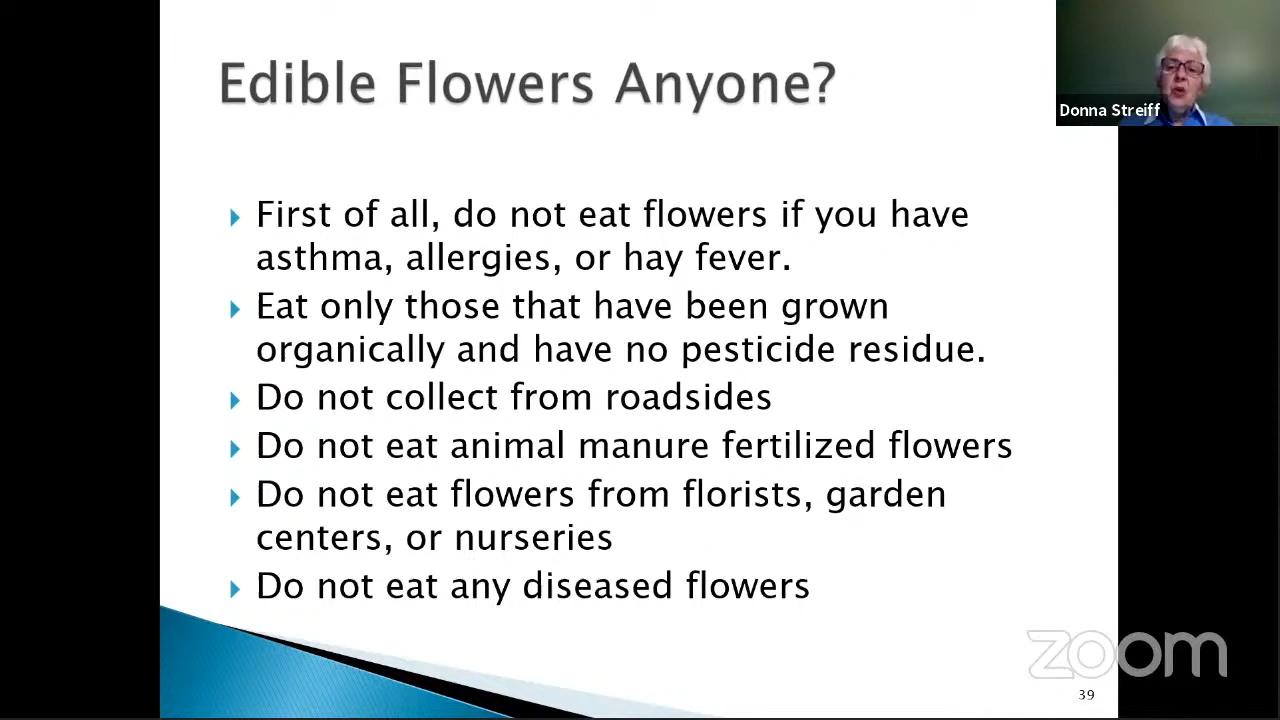 Edible Flowers Anyone?
Donna Streiff
First of all, do not eat flowers if you have
asthma, allergies, or hay fever.
Eat only those that have been grown
organically and have no pesticide residue.
Do not collect from roadsides
Do not eat animal manure fertilized flowers
Do not eat flowers from florists, garden
centers, or nurseries
Do not eat any diseased flowers
zoom
39